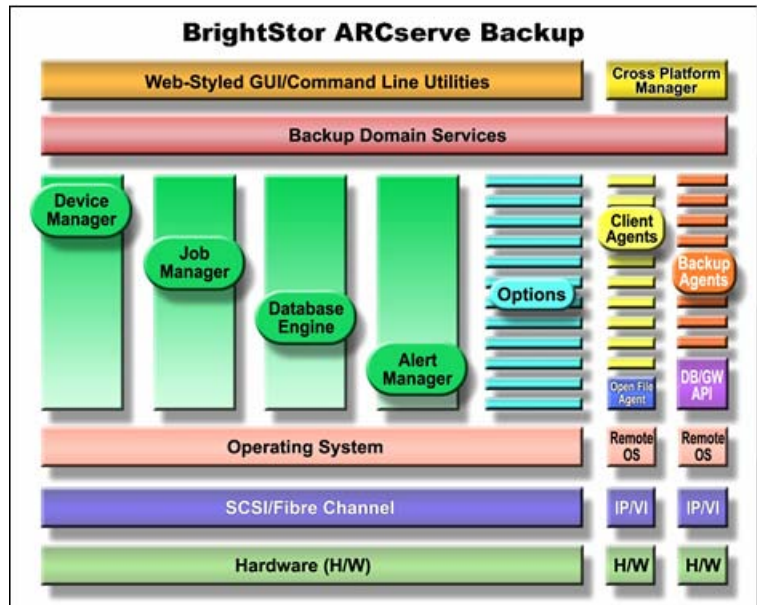 BrightStor ARCserve Backup
Web-Styled GUI/Command Line Utilities
Cross Platform
Manager
Backup Domain Services
Device
Manager
Job
Manager
Database
Engine
Alert
Manager
Options
Client
Agents
Backup
Agents
Open File
Agent
DB/GW
API
Operating System
Remote
OS
Remote
OS
SCSI/Fibre Channel
IP/VI
IP/VI
Hardware (H/W)
H/W
H/W